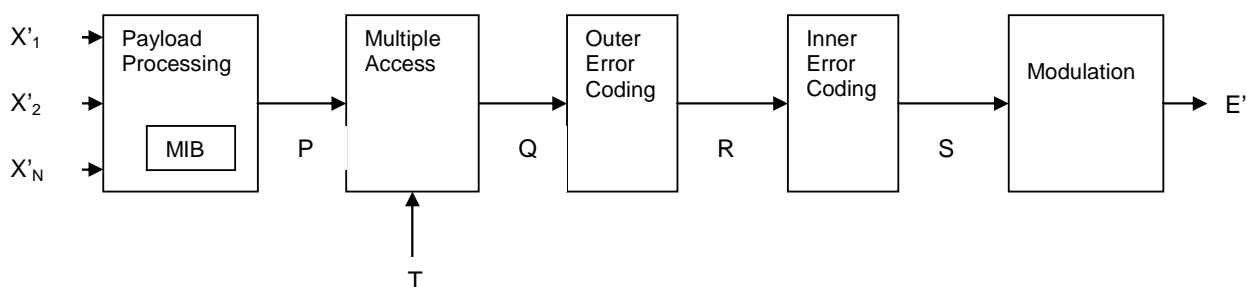 X'1
X'2
X'N
Payload
Processing
MIB
P
Multiple
Access
T
Q
Outer
Error
Coding
R
Inner
Error
Coding
S
Modulation
E'